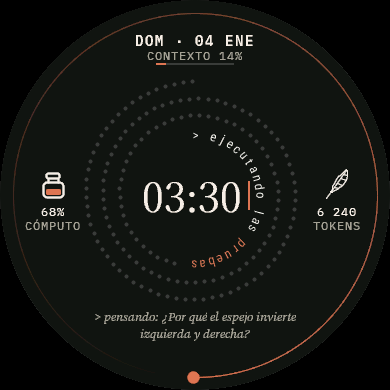 DOM · 04 ENE
CONTEXTO 14%
> ejecutando las pruebas
03:30
68%
CÓMPUTO
6 240
TOKENS
> pensando: ¿Por qué el espejo invierte
izquierda y derecha?